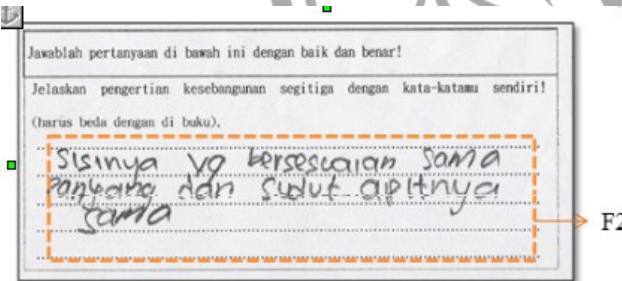 Jawablah pertanyaan di bawah ini dengan baik dan benar!
Jelaskan pengertian kesebangunan segitiga dengan kata-katamu sendiri!
(harus beda dengan di buku).
Sisinya yg bersesuaian sama
panjang dan sudut apitnya
sama
F2